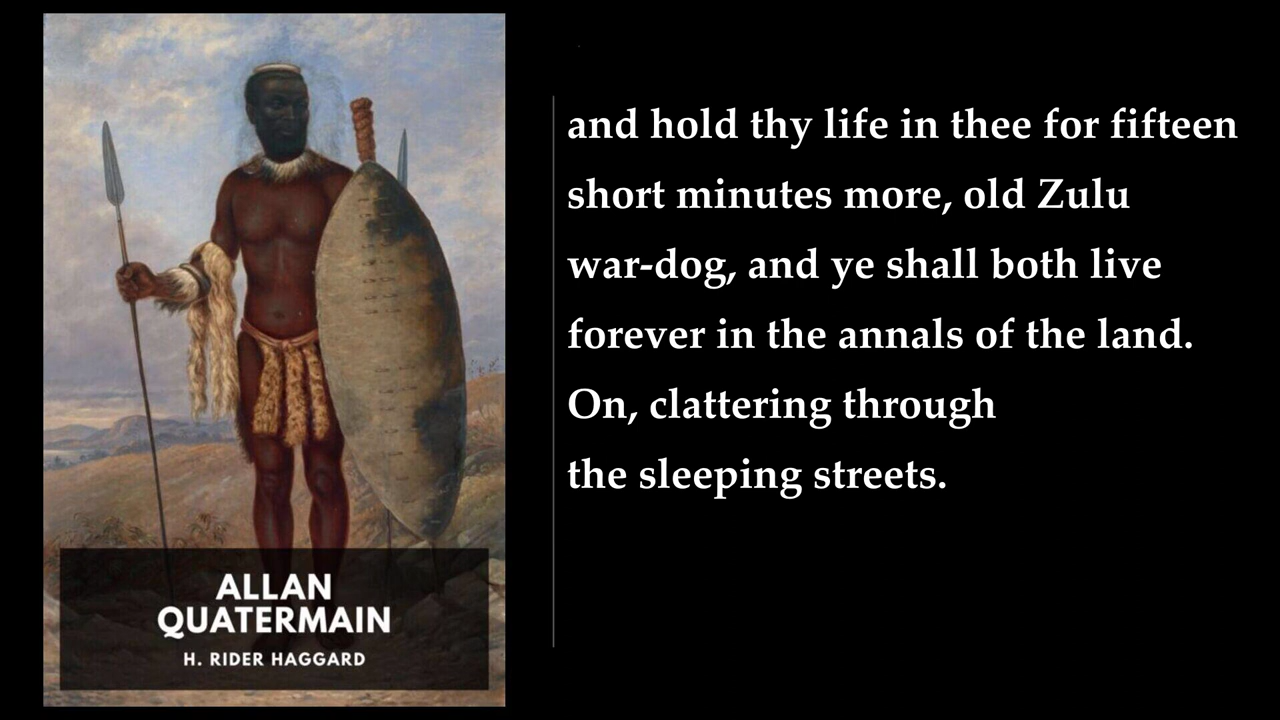 and hold thy life in thee for fifteen
short minutes more, old Zulu
war-dog, and ye shall both live
forever in the annals of the land.
On, clattering through
the sleeping streets.
ALLAN
QUATERMAIN
H. RIDER HAGGARD